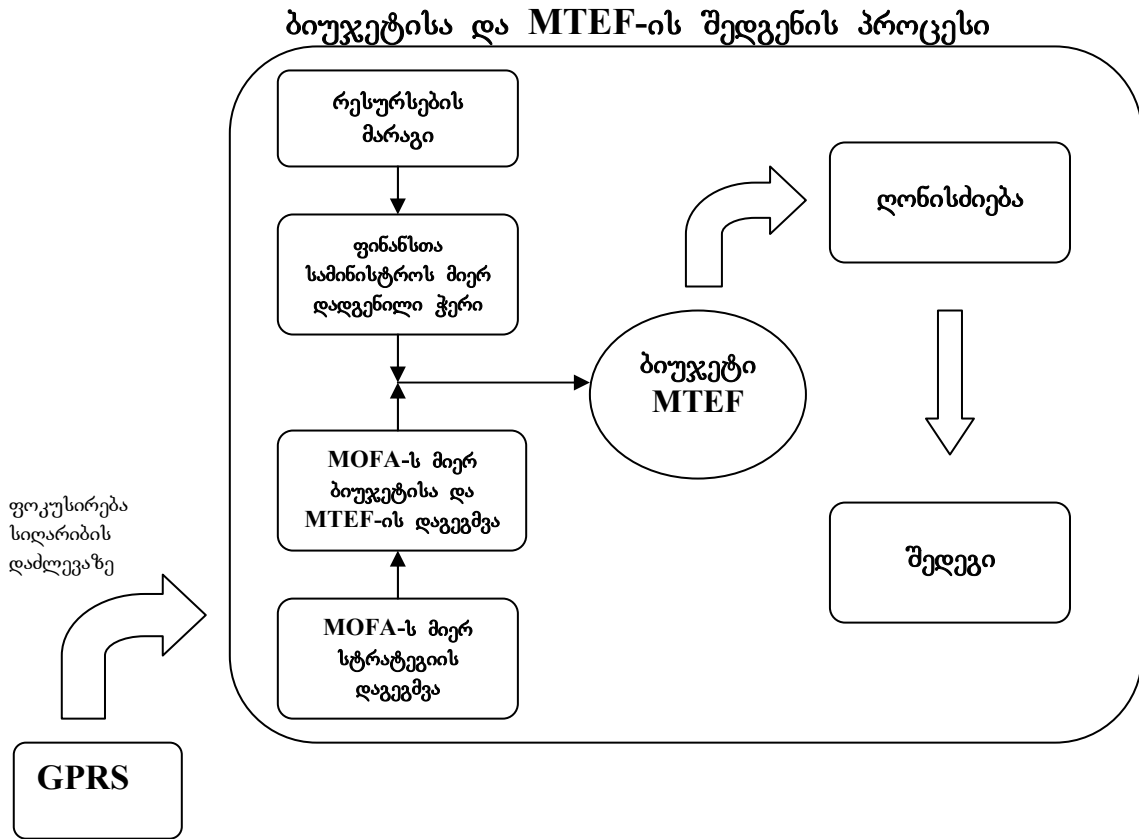 ბიუჯეტისა და MTEF-ის შედგენის პროცესი
რესურსების
მარაგი
ფინანსთა
სამინისტროს მიერ
დადგენილი ჭერი
ღონისძიება
ბიუჯეტი
MTEF
MOFA-ს მიერ
ბიუჯეტისა და
MTEF-ის დაგეგმვა
ფოკუსირება
სიღარიბის
დაძლევაზე
შედეგი
MOFA-ს მიერ
სტრატეგიის
დაგეგმვა
GPRS